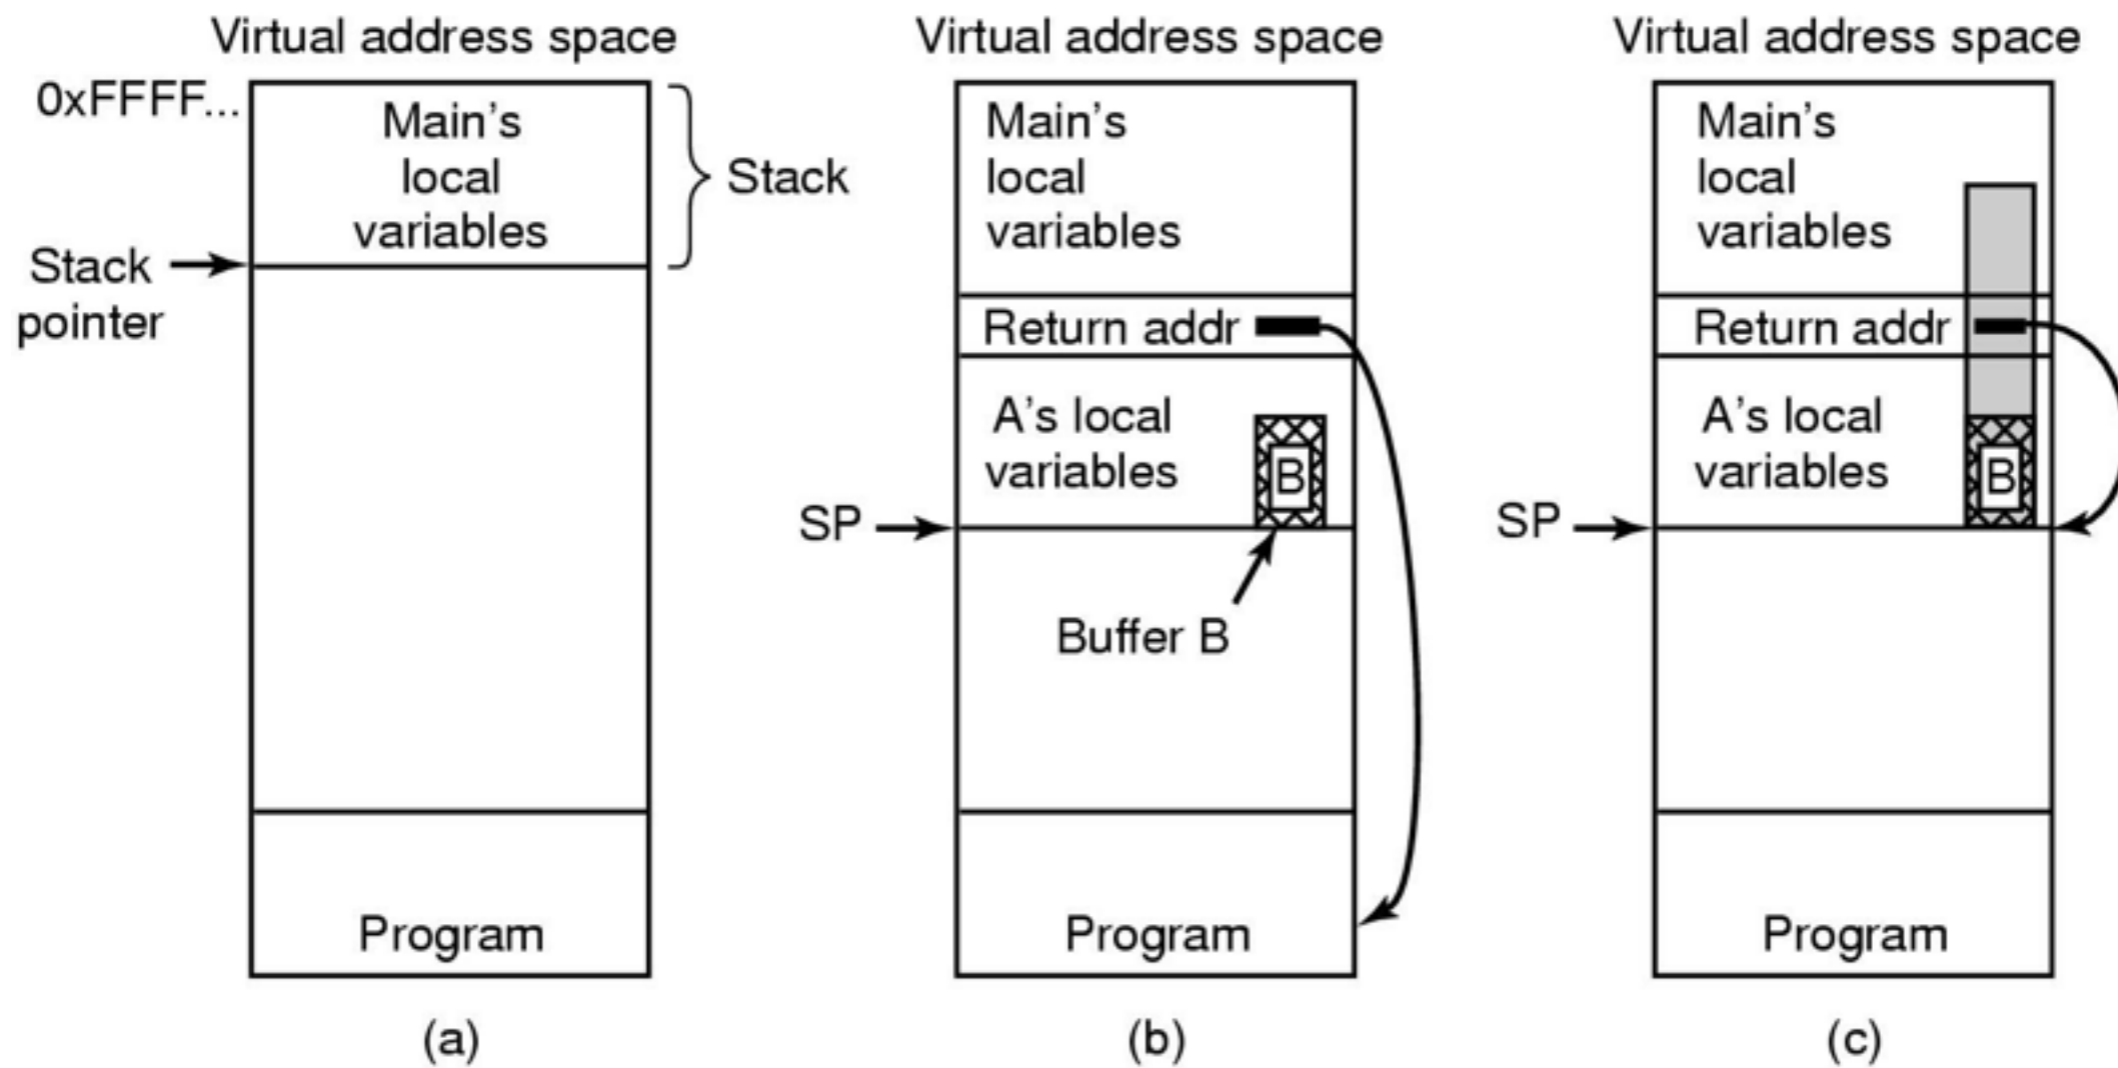 Virtual address space
0xFFFF...
Main's
local
variables
Stack
Stack
pointer
Program
(a)
Virtual address space
Main's
local
variables
Return addr
A's local
variables
B
SP
Buffer B
Program
(b)
Virtual address space
Main's
local
variables
Return addr
A's local
variables
B
SP
Program
(c)